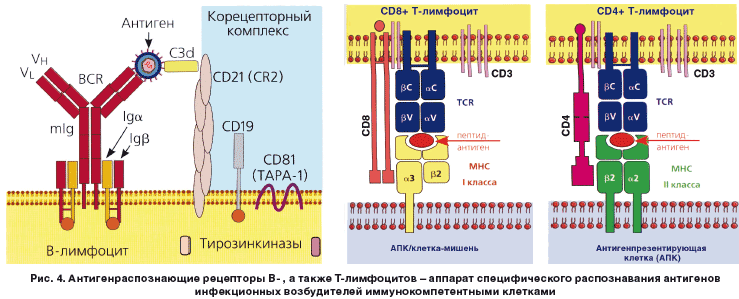 Антиген
C3d
VH
VL
BCR
mIg
Igα
Igβ
В-лимфоцит
Корецепторный
комплекс
CD21 (CR2)
CD19
CD81
(TAPA-1)
Тирозинкиназы
CD8+ Т-лимфоцит
CD3
βC αC
TCR
βV αV
CD8
пептид-
антиген
МНС
I класса
α3 β2
АПК/клетка-мишень
CD4+ Т-лимфоцит
CD3
βC αC
TCR
βV αV
CD4
пептид-
антиген
МНС
II класса
β2 α2
Антигенпрезентирующая
клетка (АПК)
Рис. 4. Антигенраспознающие рецепторы В- , а также Т-лимфоцитов – аппарат специфического распознавания антигенов
инфекционных возбудителей иммунокомпетентными клетками